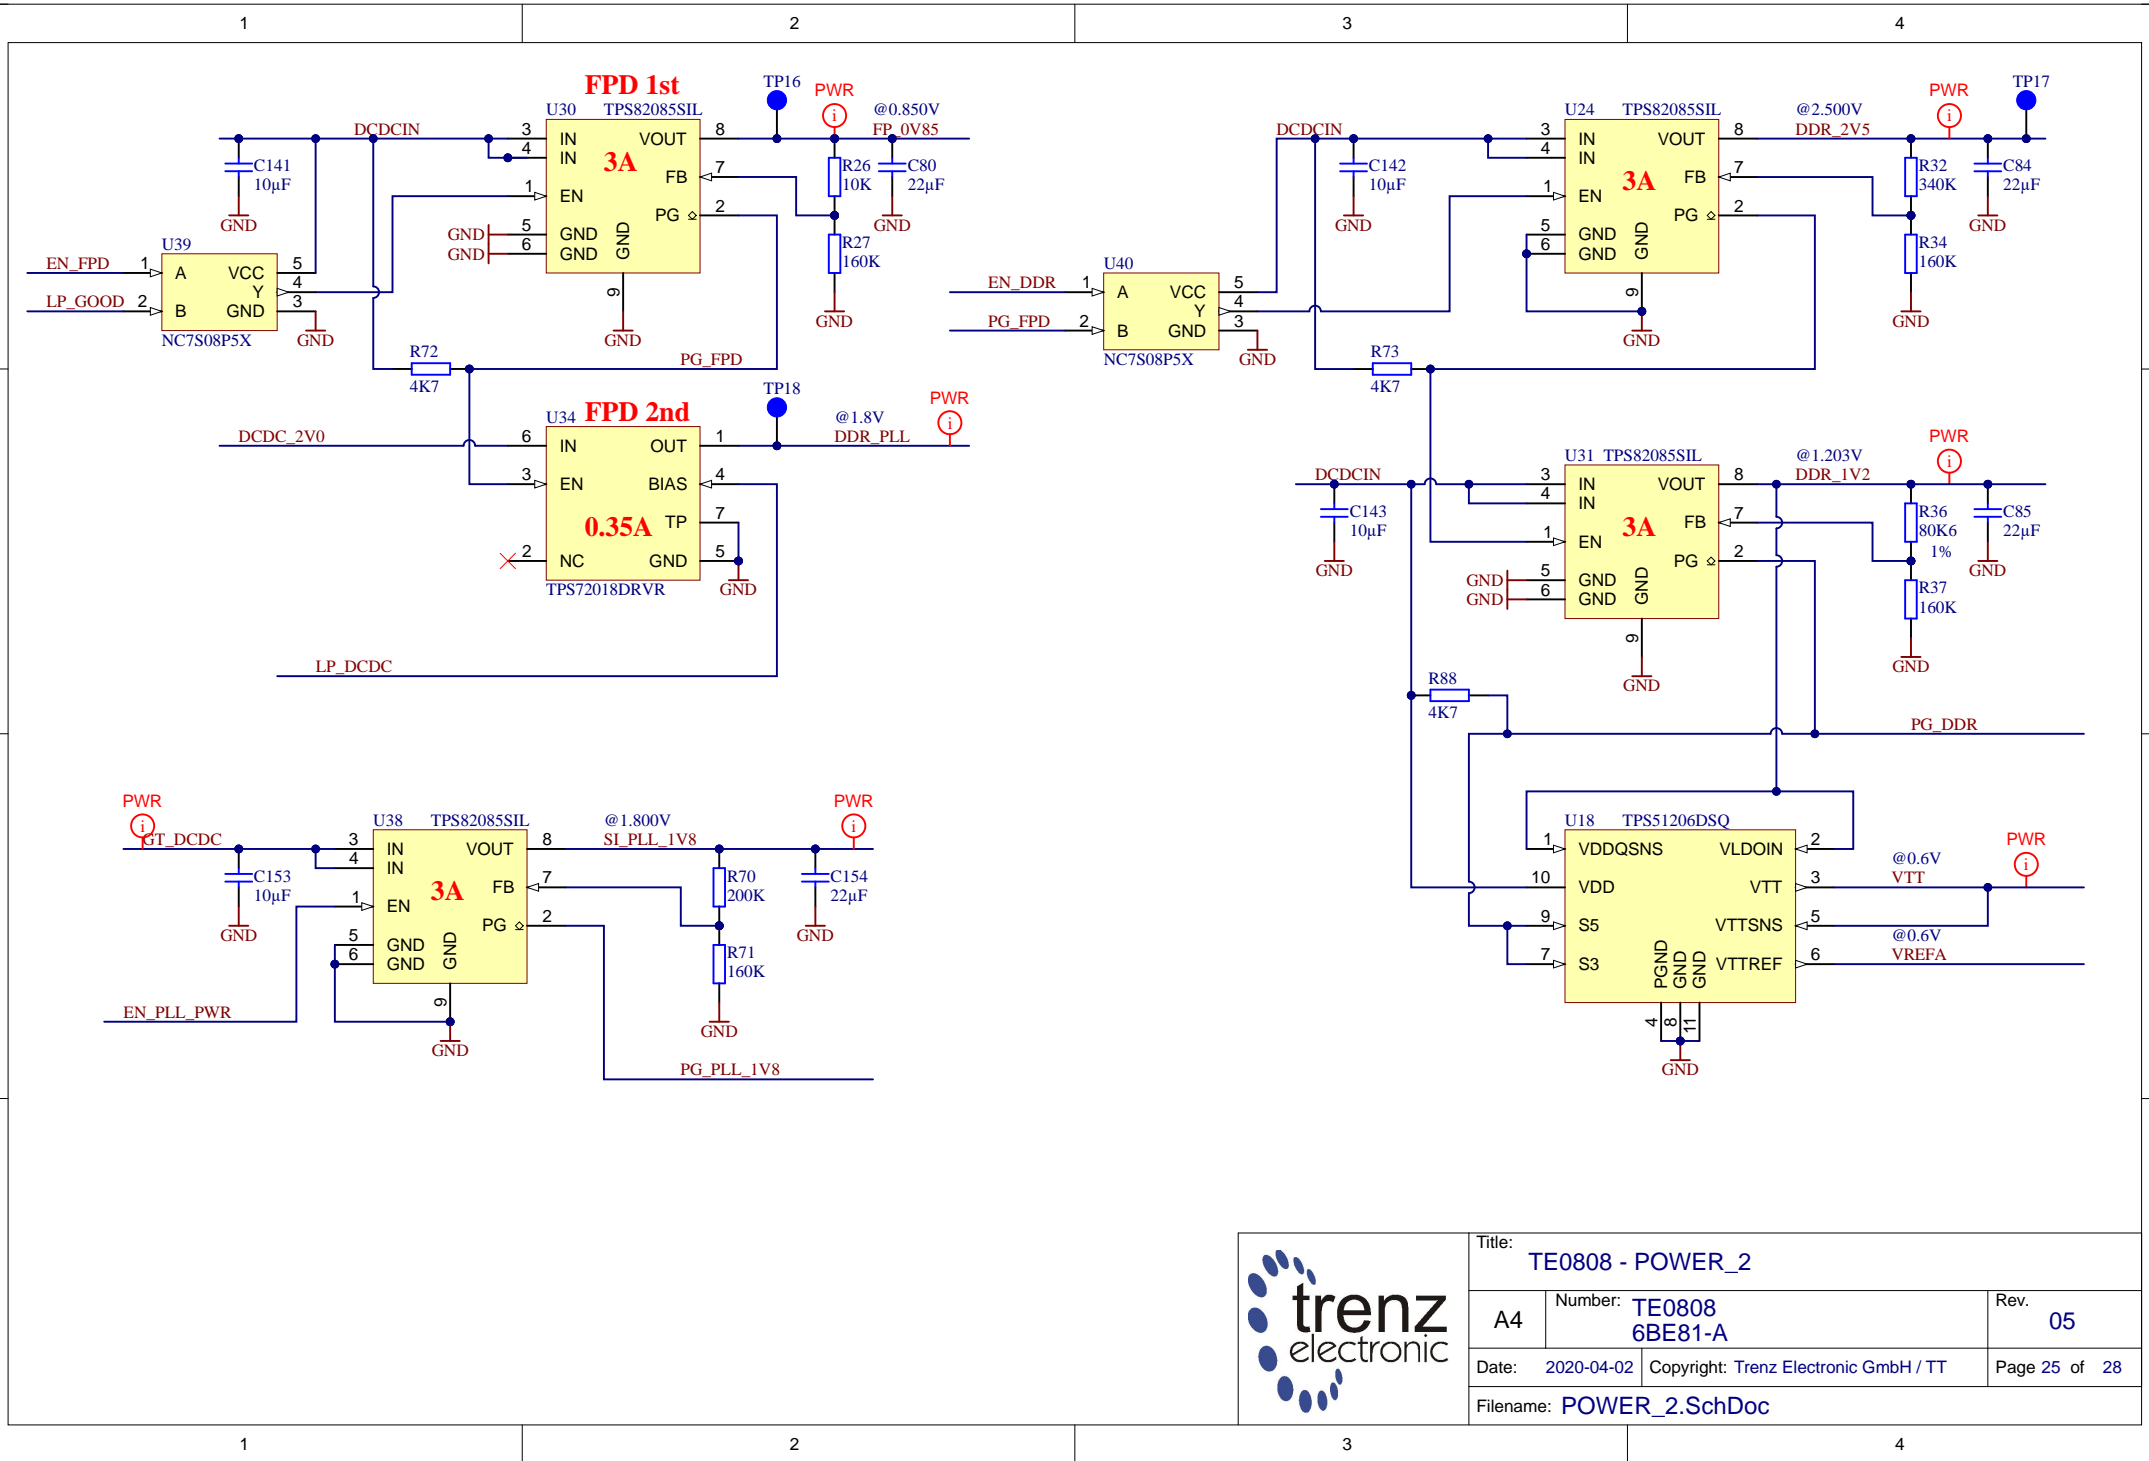 1
2
3
4
FPD 1st
TP16
PWR
U30
TPS82085SIL
@0.850V
FP_0V85
DCDCIN
3
4
IN
IN
VOUT
8
3A
C141
10µF
GND
1
EN
FB
7
PG
2
R26
10K
C80
22µF
GND
GND
GND
5
6
GND
GND
GND
9
GND
R27
160K
GND
U39
EN_FPD
LP_GOOD
1
2
A
B
VCC
Y
GND
5
4
3
NC7S08P5X
GND
R72
4K7
PG_FPD
TP18
U34
FPD 2nd
@1.8V
DDR_PLL
PWR
DCDC_2V0
6
IN
OUT
1
3
EN
BIAS
4
0.35A
TP
7
2
NC
GND
5
TPS72018DRVR
GND
LP_DCDC
PWR
GT_DCDC
U38
TPS82085SIL
@1.800V
SI_PLL_1V8
PWR
3
4
IN
IN
VOUT
8
C153
10µF
GND
3A
FB
7
1
EN
PG
2
R70
200K
C154
22µF
GND
5
6
GND
GND
GND
9
GND
R71
160K
GND
EN_PLL_PWR
PG_PLL_1V8
U24
TPS82085SIL
@2.500V
DDR_2V5
PWR
TP17
DCDCIN
3
4
IN
IN
VOUT
8
C142
10µF
GND
3A
FB
7
1
EN
PG
2
R32
340K
C84
22µF
GND
5
6
GND
GND
GND
9
GND
R34
160K
GND
U40
EN_DDR
PG_FPD
1
2
A
B
VCC
Y
GND
5
4
3
NC7S08P5X
GND
R73
4K7
U31
TPS82085SIL
@1.203V
DDR_1V2
PWR
DCDCIN
3
4
IN
IN
VOUT
8
C143
10µF
GND
3A
FB
7
1
EN
PG
2
R36
80K6
1%
C85
22µF
GND
GND
GND
5
6
GND
GND
GND
9
GND
R37
160K
GND
R88
4K7
PG_DDR
U18
TPS51206DSQ
1
VDDQSNS
VLDOIN
2
10
VDD
VTT
3
@0.6V
VTT
PWR
9
S5
VTTSNS
5
7
S3
VTTREF
6
@0.6V
VREFA
PGND
GND
GND
4
8
11
GND
trenz
electronic
Title:
TE0808 - POWER_2
A4
Number:
TE0808
6BE81-A
Rev.
05
Date: 2020-04-02
Copyright: Trenz Electronic GmbH / TT
Page 25 of 28
Filename: POWER_2.SchDoc
1
2
3
4